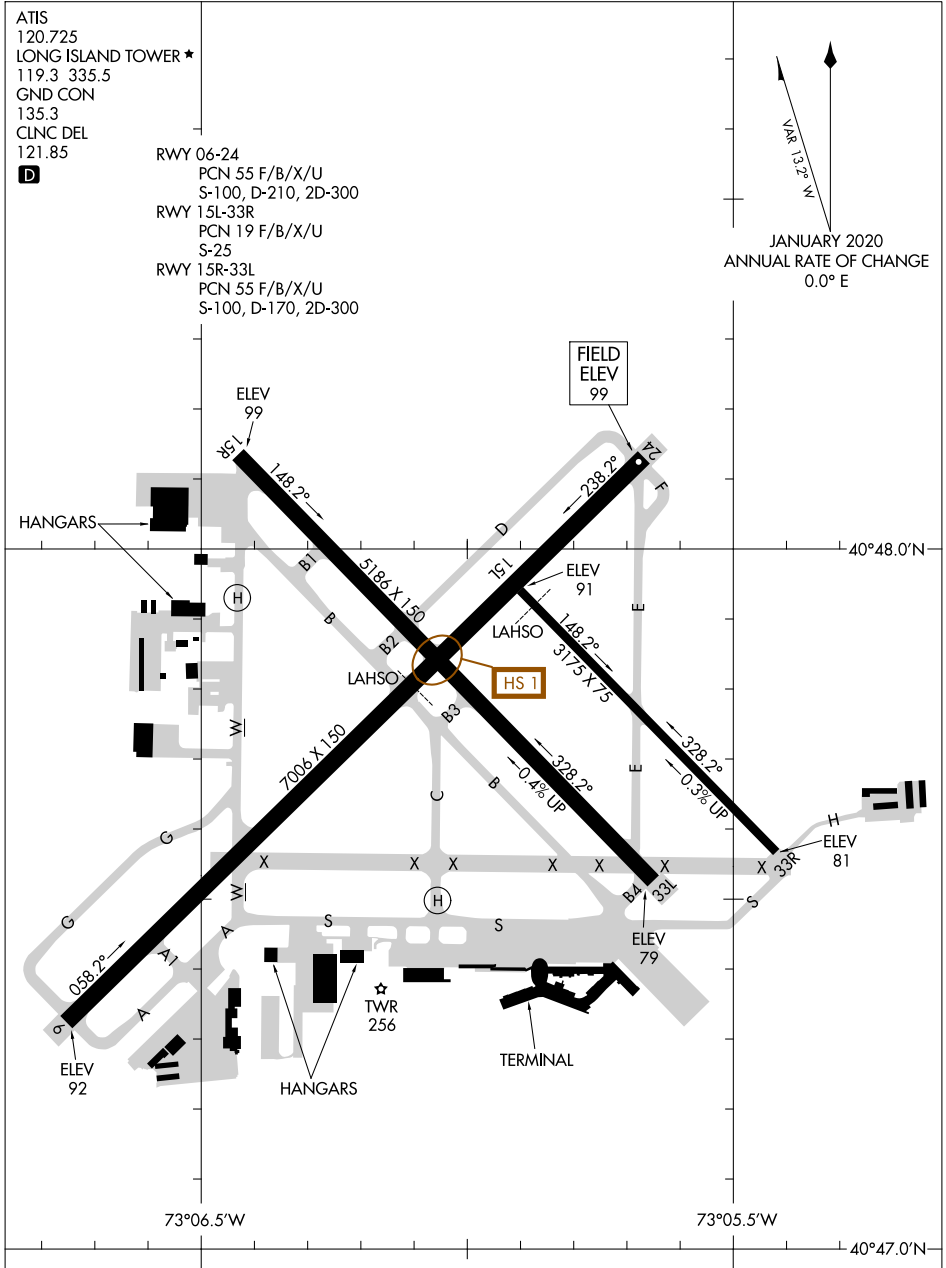 ATIS
120.725
LONG ISLAND TOWER ★
119.3 335.5
GND CON
135.3
CLNC DEL
121.85
D
RWY 06-24
PCN 55 F/B/X/U
S-100, D-210, 2D-300
RWY 15L-33R
PCN 19 F/B/X/U
S-25
RWY 15R-33L
PCN 55 F/B/X/U
S-100, D-170, 2D-300
VAR 13.2° W
JANUARY 2020
ANNUAL RATE OF CHANGE
0.0° E
FIELD
ELEV
99
ELEV
99
15R
24
148.2°
238.2°
F
HANGARS
D
40°48.0'N
B1
5186 X 150
15L
ELEV
91
H
B
E
LAHSO
148.2°
3175 X 75
B2
LAHSO
HS 1
B3
W
7006 X 150
328.2°
0.4% UP
B
C
E
328.2°
0.3% UP
G
H
ELEV
81
33R
X
X
X
X
X
X
X
W
H
B4
33L
S
G
A
S
S
ELEV
79
A1
058.2°
A
6
TWR
256
ELEV
92
HANGARS
TERMINAL
73°06.5'W
73°05.5'W
40°47.0'N